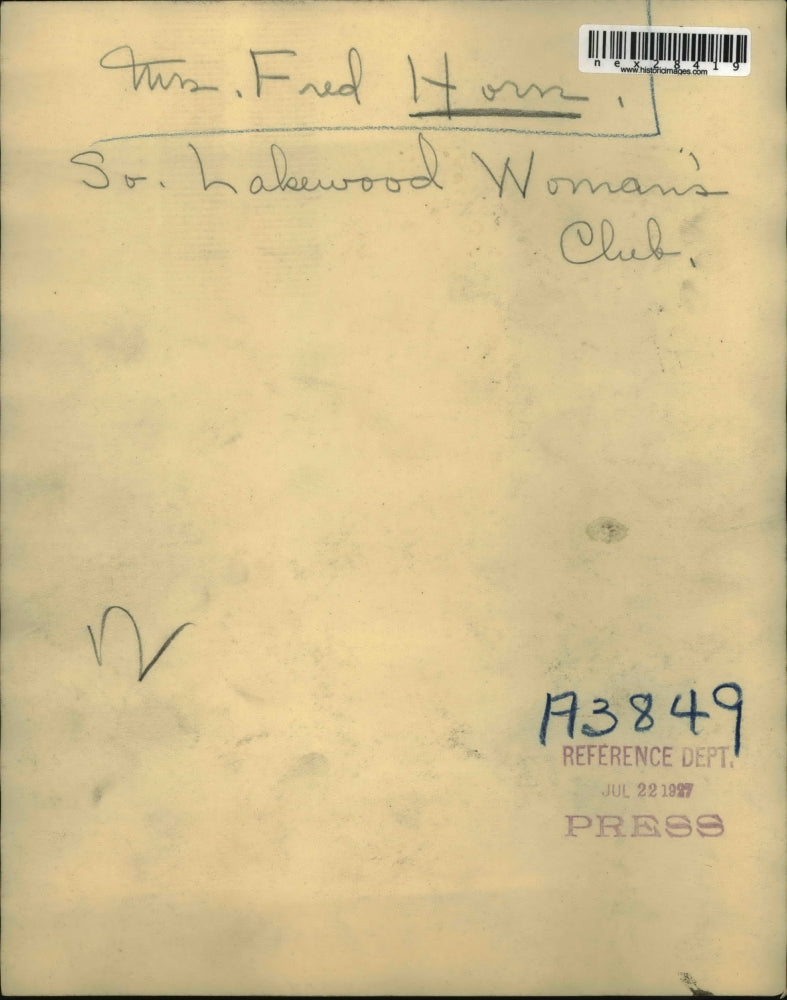 nex28419
www.historicimages.com
Mrs. Fred Horn.
So. Lakewood Woman's
Club.
A3849
REFERENCE DEPT.
JUL 22 1927
PRESS